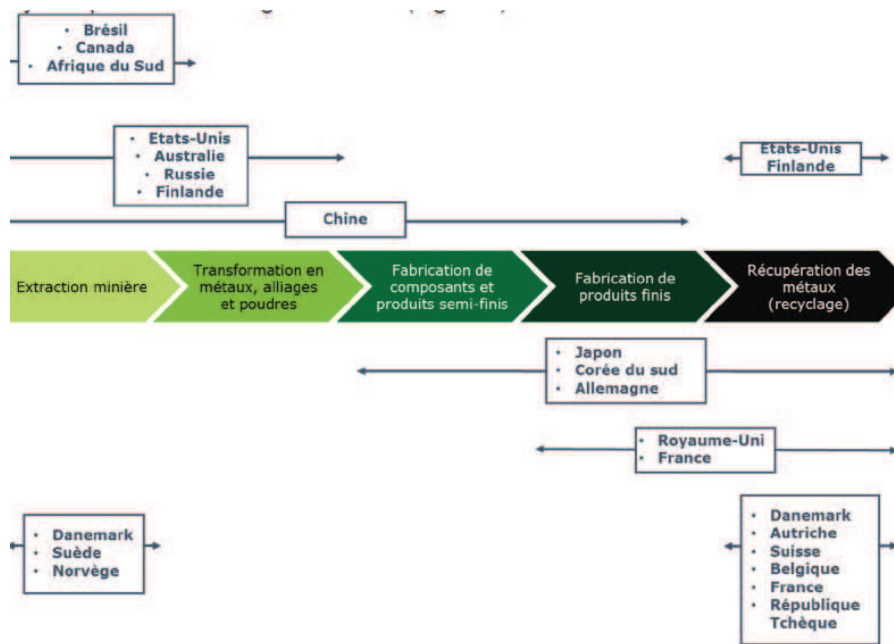 • Brésil
• Canada
• Afrique du Sud
• Etats-Unis
• Australie
• Russie
• Finlande
Etats-Unis
Finlande
Chine
Extraction minière
Transformation en
métaux, alliages
et poudres
Fabrication de
composants et
produits semi-finis
Fabrication de
produits finis
Récupération des
métaux
(recyclage)
• Japon
• Corée du sud
• Allemagne
• Royaume-Uni
• France
• Danemark
• Suède
• Norvège
• Danemark
• Autriche
• Suisse
• Belgique
• France
• République
Tchèque